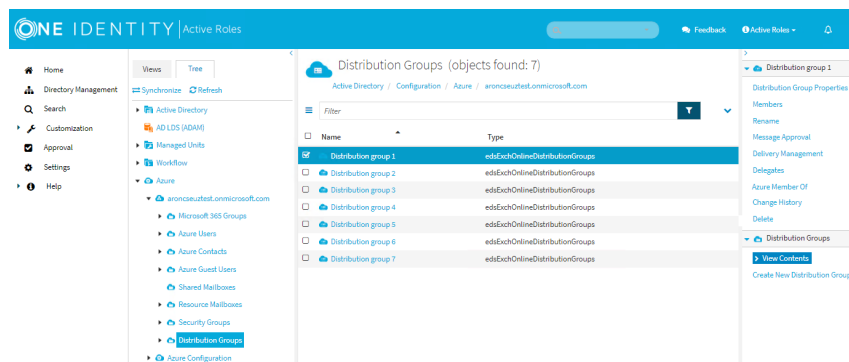 ONE IDENTITY Active Roles
Feedback
Active Roles
Home
Directory Management
Search
Customization
Approval
Settings
Help
Views Tree
Synchronize Refresh
Active Directory
AD LDS (ADAM)
Managed Units
Workflow
Azure
aroncseuztest.onmicrosoft.com
Microsoft 365 Groups
Azure Users
Azure Contacts
Azure Guest Users
Shared Mailboxes
Resource Mailboxes
Security Groups
Distribution Groups
Azure Configuration
Distribution Groups (objects found: 7)
Active Directory / Configuration / Azure / aroncseuztest.onmicrosoft.com
Filter
Name Type
Distribution group 1 edsExchOnlineDistributionGroups
Distribution group 2 edsExchOnlineDistributionGroups
Distribution group 3 edsExchOnlineDistributionGroups
Distribution group 4 edsExchOnlineDistributionGroups
Distribution group 5 edsExchOnlineDistributionGroups
Distribution group 6 edsExchOnlineDistributionGroups
Distribution group 7 edsExchOnlineDistributionGroups
Distribution group 1
Distribution Group Properties
Members
Rename
Message Approval
Delivery Management
Delegates
Azure Member Of
Change History
Delete
Distribution Groups
View Contents
Create New Distribution Group